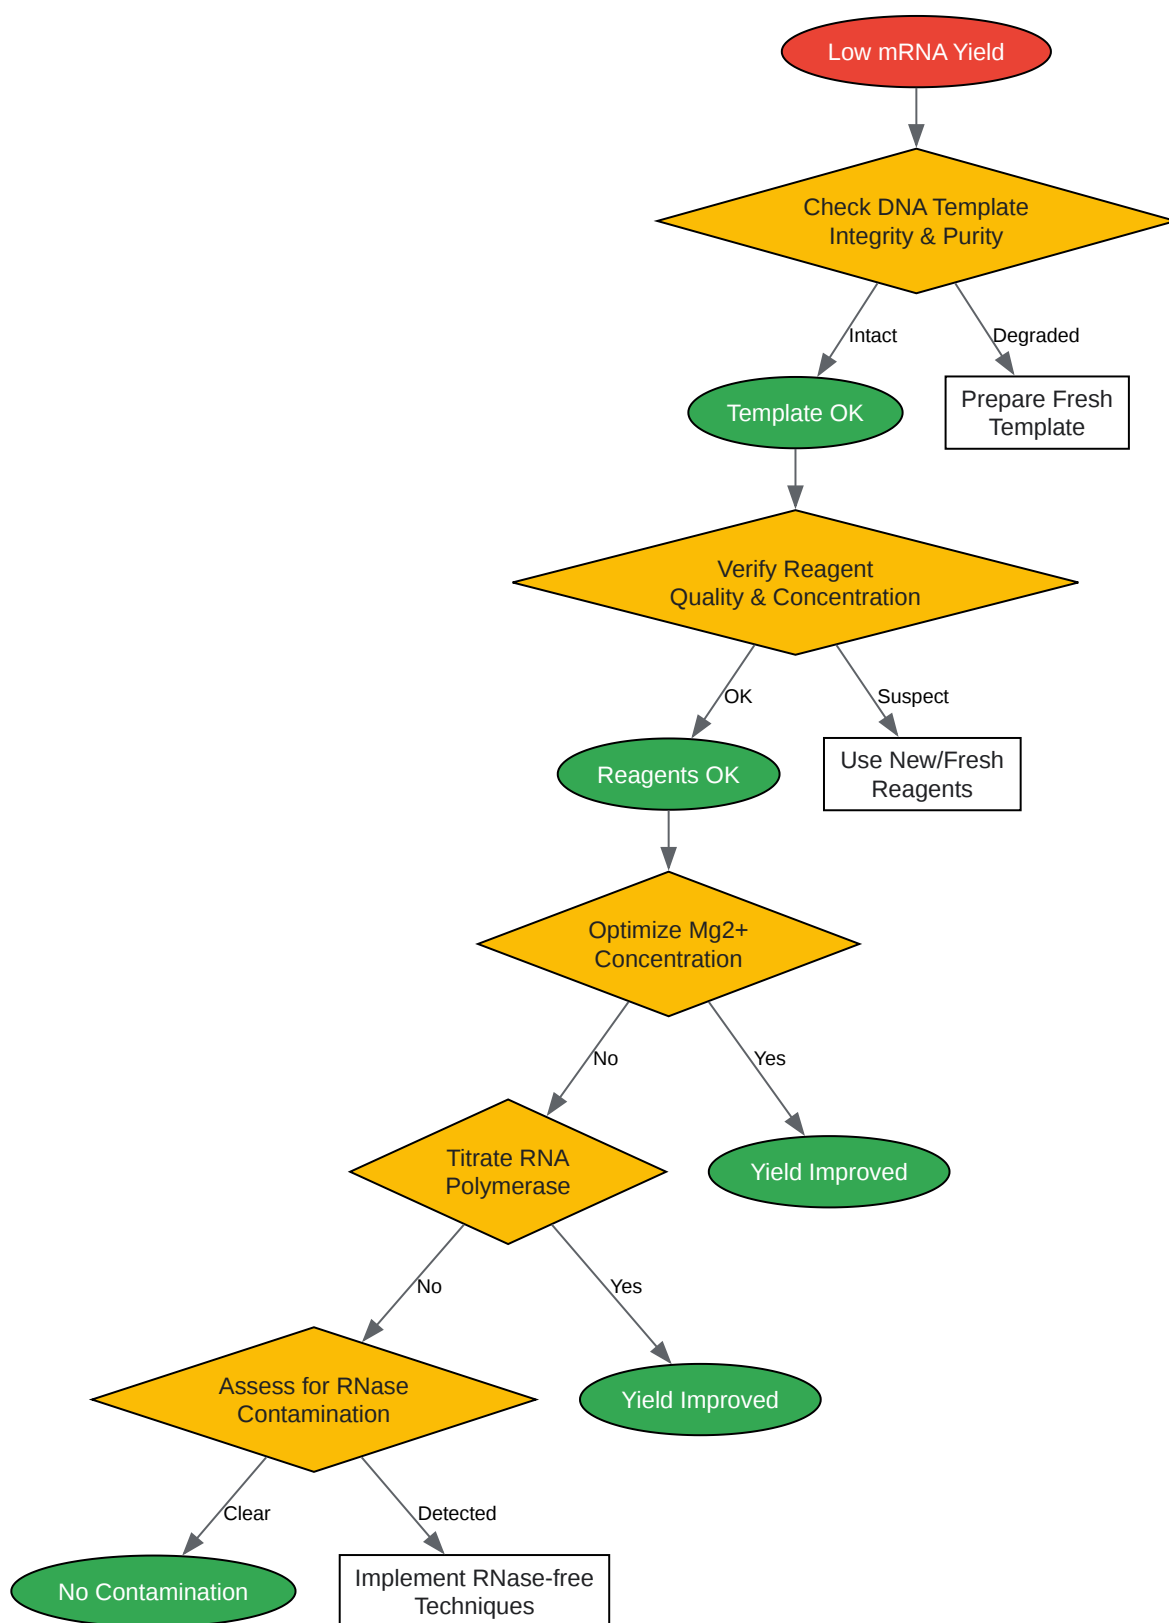 Low mRNA Yield
Check DNA Template
Integrity & Purity
Intact
Degraded
Template OK
Prepare Fresh
Template
Verify Reagent
Quality & Concentration
OK
Suspect
Reagents OK
Use New/Fresh
Reagents
Optimize Mg2+
Concentration
No
Yes
Titrate RNA
Polymerase
Yield Improved
No
Yes
Assess for RNase
Contamination
Yield Improved
Clear
Detected
No Contamination
Implement RNase-free
Techniques